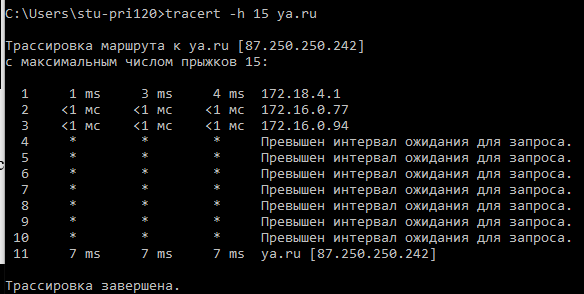 C:\Users\stu-pri120>tracert -h 15 ya.ru
Трассировка маршрута к ya.ru [87.250.250.242]
с максимальным числом прыжков 15:
1 1 ms 3 ms 4 ms 172.18.4.1
2 <1 мс <1 мс <1 мс 172.16.0.77
3 <1 мс <1 мс <1 мс 172.16.0.94
4 * * * Превышен интервал ожидания для запроса.
5 * * * Превышен интервал ожидания для запроса.
6 * * * Превышен интервал ожидания для запроса.
7 * * * Превышен интервал ожидания для запроса.
8 * * * Превышен интервал ожидания для запроса.
9 * * * Превышен интервал ожидания для запроса.
10 * * * Превышен интервал ожидания для запроса.
11 7 ms 7 ms 7 ms ya.ru [87.250.250.242]
Трассировка завершена.